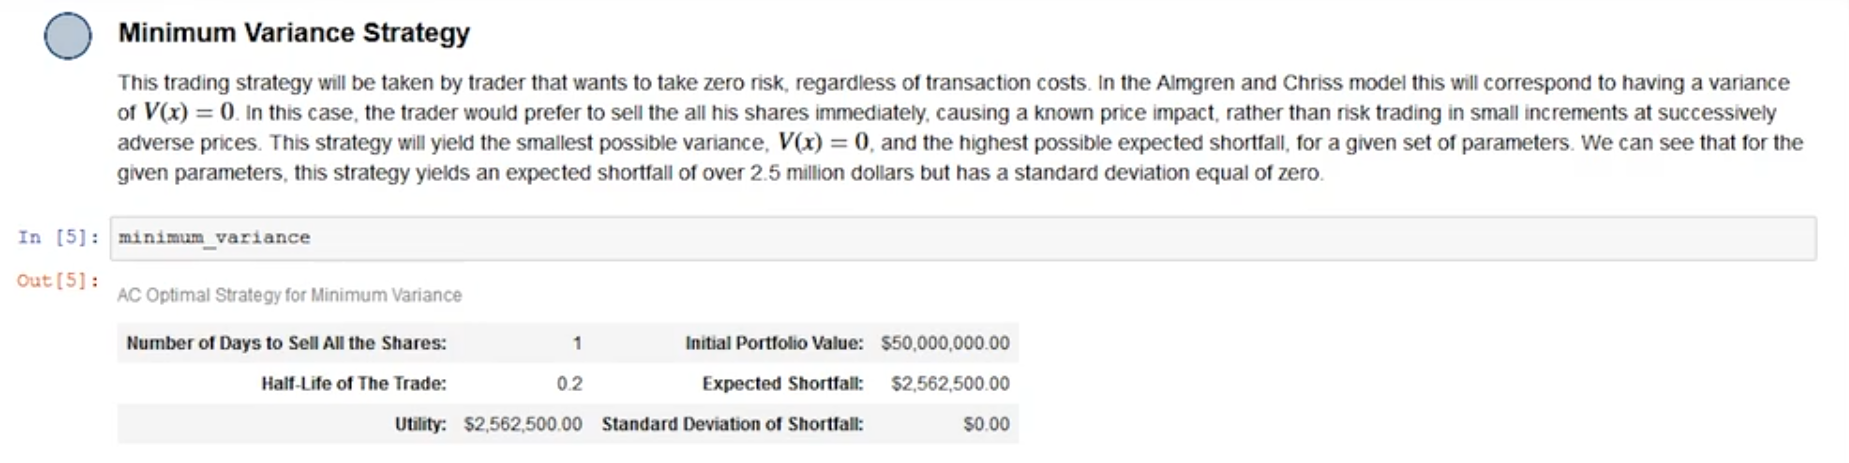 Minimum Variance Strategy
This trading strategy will be taken by trader that wants to take zero risk, regardless of transaction costs. In the Almgren and Chriss model this will correspond to having a variance
of V(x) = 0. In this case, the trader would prefer to sell the all his shares immediately, causing a known price impact, rather than risk trading in small increments at successively
adverse prices. This strategy will yield the smallest possible variance, V(x) = 0, and the highest possible expected shortfall, for a given set of parameters. We can see that for the
given parameters, this strategy yields an expected shortfall of over 2.5 million dollars but has a standard deviation equal of zero.
In [5]: minimum_variance
Out[5]:
AC Optimal Strategy for Minimum Variance
Number of Days to Sell All the Shares: 1 Initial Portfolio Value: $50,000,000.00
Half-Life of The Trade: 0.2 Expected Shortfall: $2,562,500.00
Utility: $2,562,500.00 Standard Deviation of Shortfall: $0.00